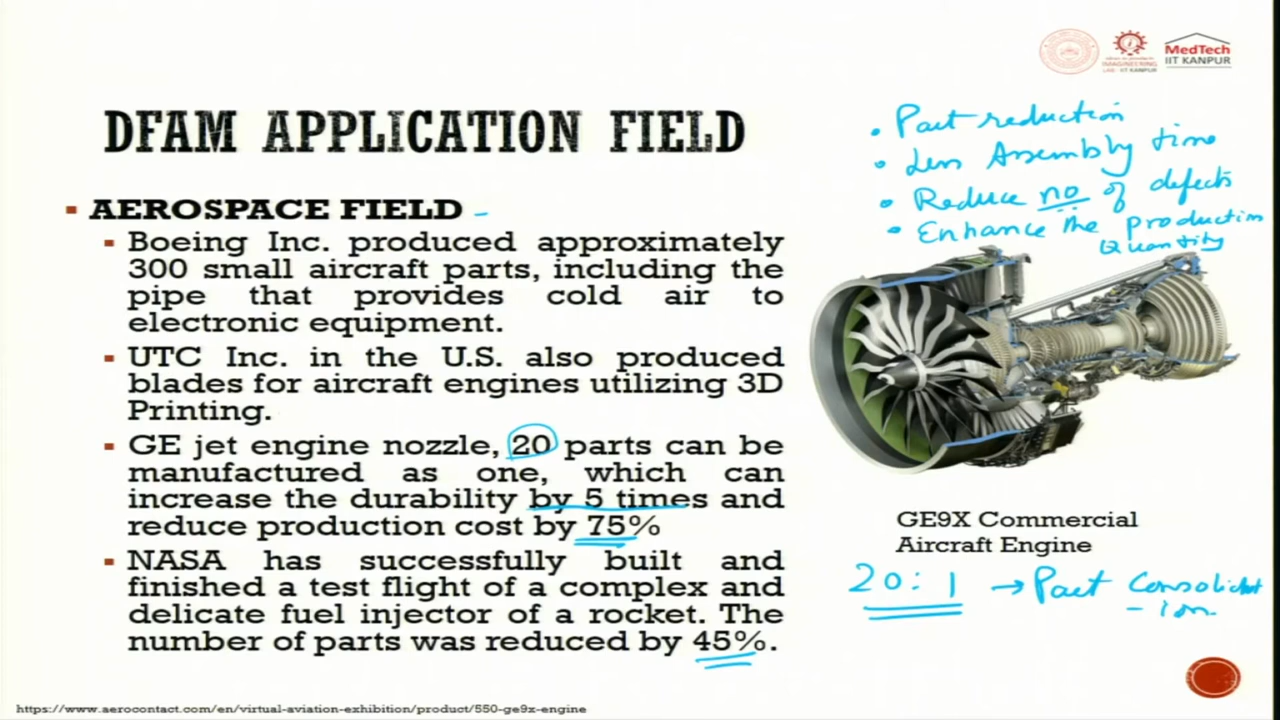 MedTech
IIT KANPUR
IMAGINEERING
LAB - IIT KANPUR
DFAM APPLICATION FIELD
AEROSPACE FIELD -
Boeing Inc. produced approximately
300 small aircraft parts, including the
pipe that provides cold air to
electronic equipment.
UTC Inc. in the U.S. also produced
blades for aircraft engines utilizing 3D
Printing.
GE jet engine nozzle, 20 parts can be
manufactured as one, which can
increase the durability by 5 times and
reduce production cost by 75%
NASA has successfully built and
finished a test flight of a complex and
delicate fuel injector of a rocket. The
number of parts was reduced by 45%.
• Part reduction
• Less Assembly time
• Reduce no of defects
• Enhance the production
Quantity
GE9X Commercial
Aircraft Engine
20:1 → Part Consolidat
- ion.
https://www.aerocontact.com/en/virtual-aviation-exhibition/product/550-ge9x-engine